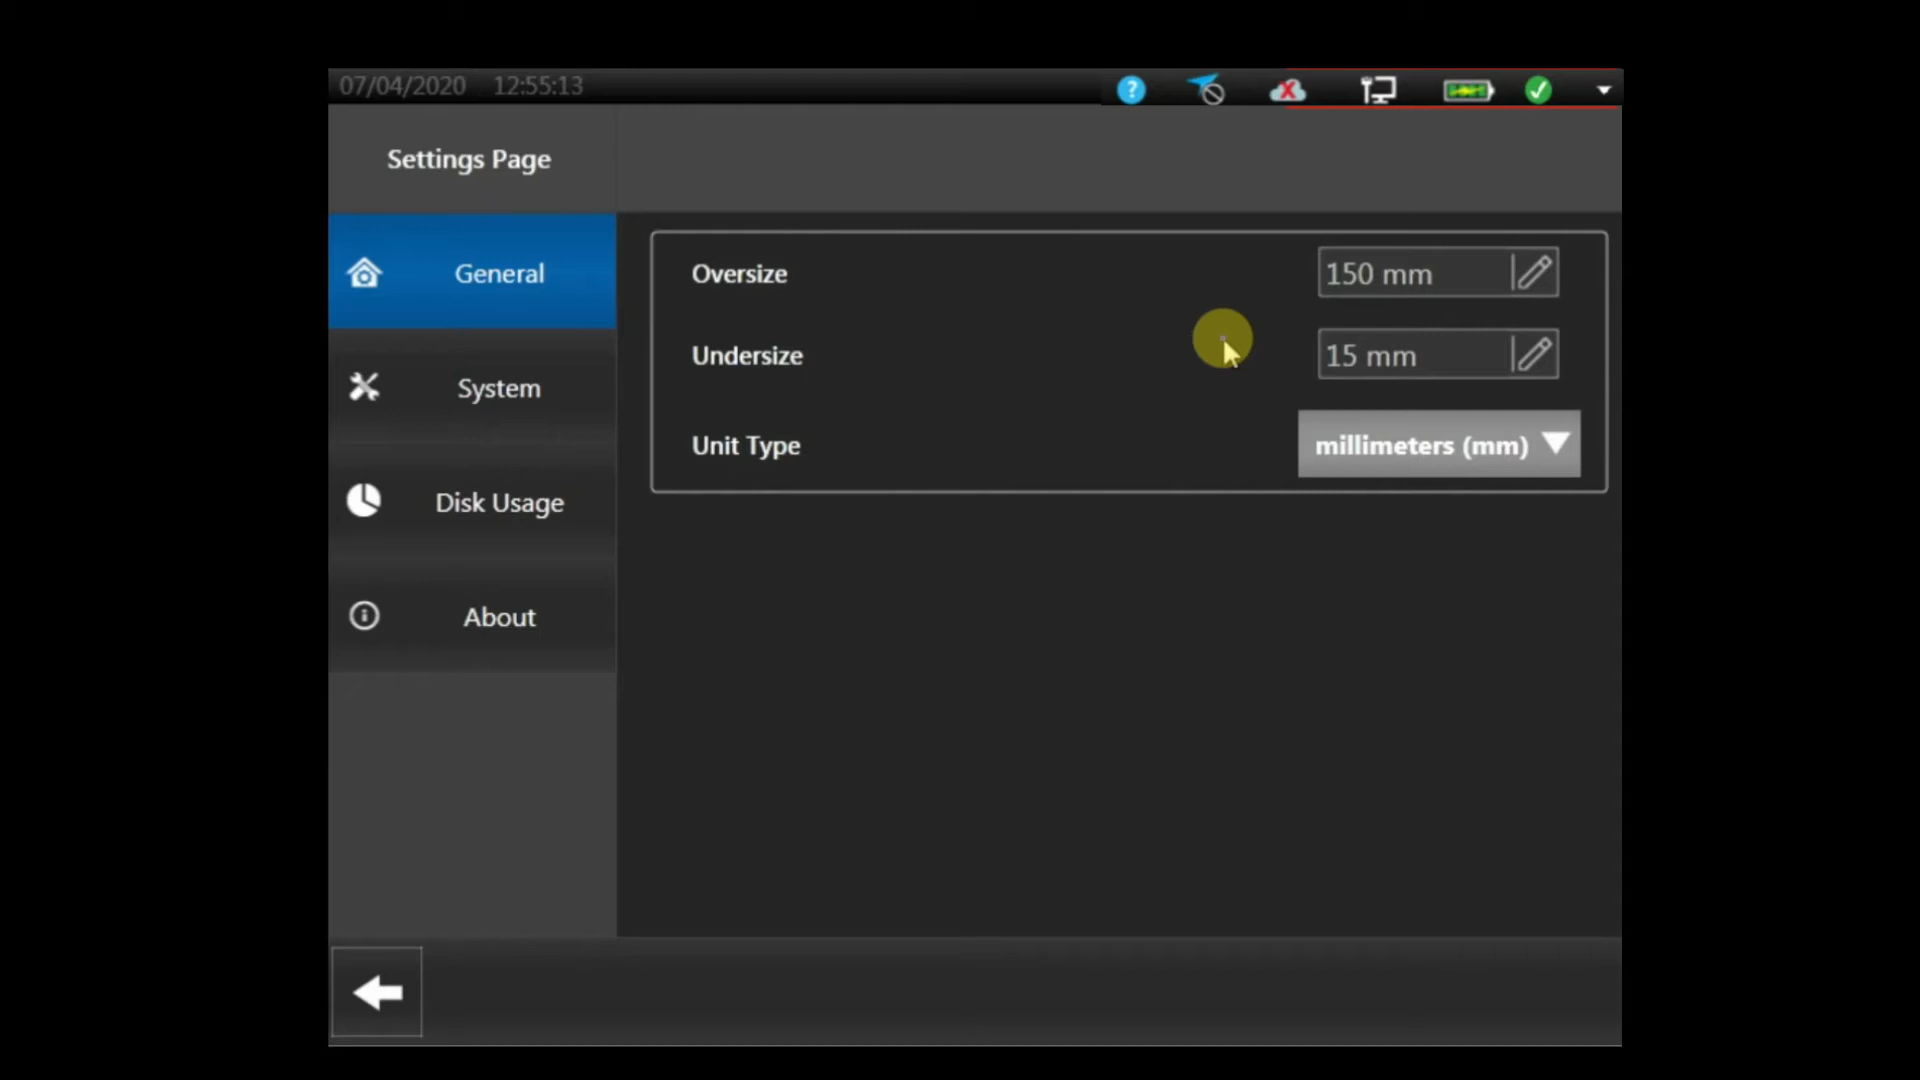 07/04/2020 12:55:13
Settings Page
General
System
Disk Usage
About
Oversize
150 mm
Undersize
15 mm
Unit Type
millimeters (mm)